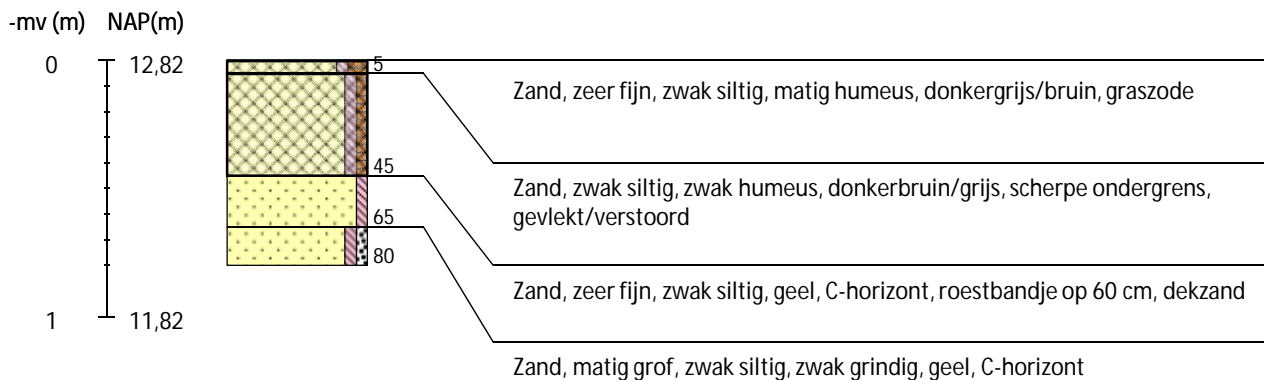 -mv (m) NAP(m)
0 12,82
5
Zand, zeer fijn, zwak siltig, matig humeus, donkergrijs/bruin, graszode
45
Zand, zwak siltig, zwak humeus, donkerbruin/grijs, scherpe ondergrens,
gevlekt/verstoord
65
80
Zand, zeer fijn, zwak siltig, geel, C-horizont, roestbandje op 60 cm, dekzand
1 11,82
Zand, matig grof, zwak siltig, zwak grindig, geel, C-horizont